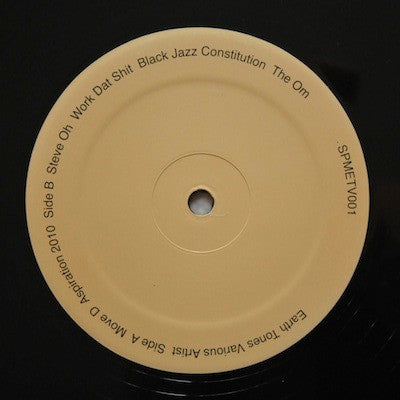 Earth Tones Various Artist Side A Move D Aspiration 2010 Side B Steve Oh Work Dat Shit Black Jazz Constitution The Om
SPMETV001